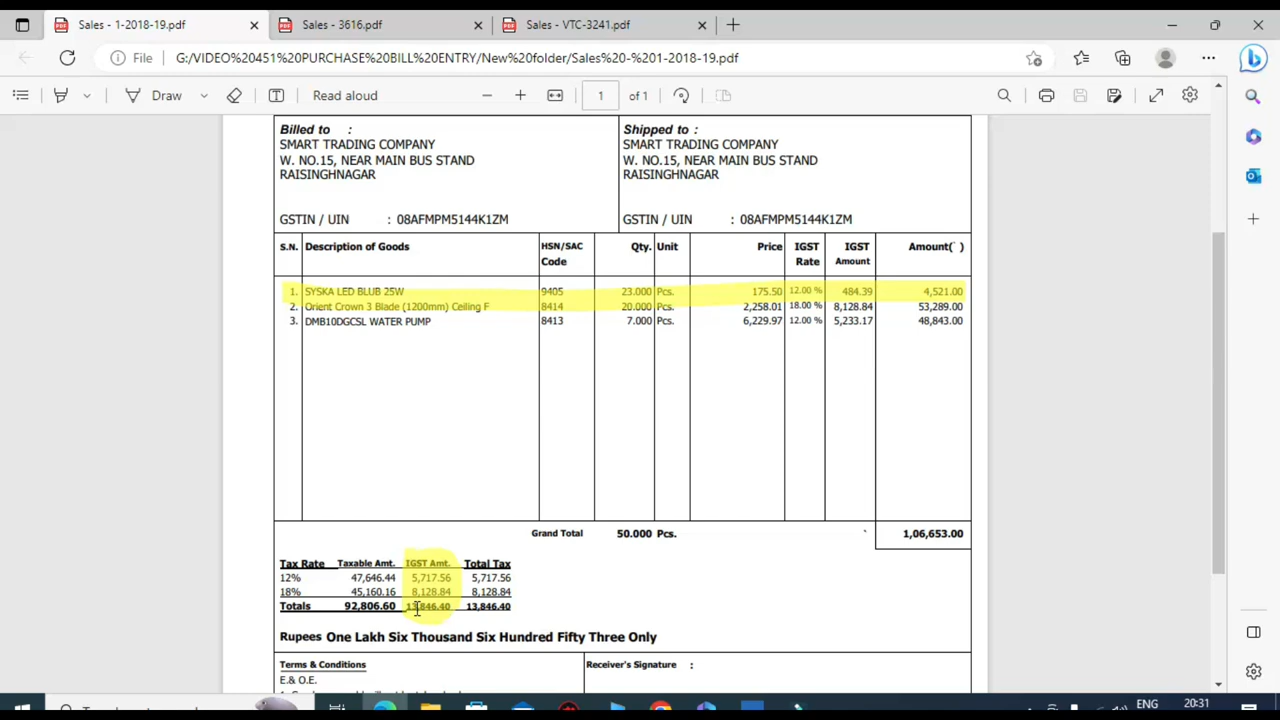 Sales - 1-2018-19.pdf
Sales - 3616.pdf
Sales - VTC-3241.pdf
File G:/VIDEO%20451%20PURCHASE%20BILL%20ENTRY/New%20folder/Sales%20-%201-2018-19.pdf
Draw Read aloud 1 of 1
Billed to : Shipped to :
SMART TRADING COMPANY SMART TRADING COMPANY
W. NO.15, NEAR MAIN BUS STAND W. NO.15, NEAR MAIN BUS STAND
RAISINGHNAGAR RAISINGHNAGAR
GSTIN / UIN : 08AFMPM5144K1ZM GSTIN / UIN : 08AFMPM5144K1ZM
S.N. Description of Goods HSN/SAC Qty. Unit Price IGST IGST Amount(` )
Code Rate Amount
1. SYSKA LED BLUB 25W 9405 23.000 Pcs. 175.50 12.00 % 484.39 4,521.00
2. Orient Crown 3 Blade (1200mm) Ceiling F 8414 20.000 Pcs. 2,258.01 18.00 % 8,128.84 53,289.00
3. DMB10DGCSL WATER PUMP 8413 7.000 Pcs. 6,229.97 12.00 % 5,233.17 48,843.00
Grand Total 50.000 Pcs. ` 1,06,653.00
Tax Rate Taxable Amt. IGST Amt. Total Tax
12% 47,646.44 5,717.56 5,717.56
18% 45,160.16 8,128.84 8,128.84
Totals 92,806.60 13,846.40 13,846.40
Rupees One Lakh Six Thousand Six Hundred Fifty Three Only
Terms & Conditions Receiver's Signature :
E.& O.E.
ENG 20:31